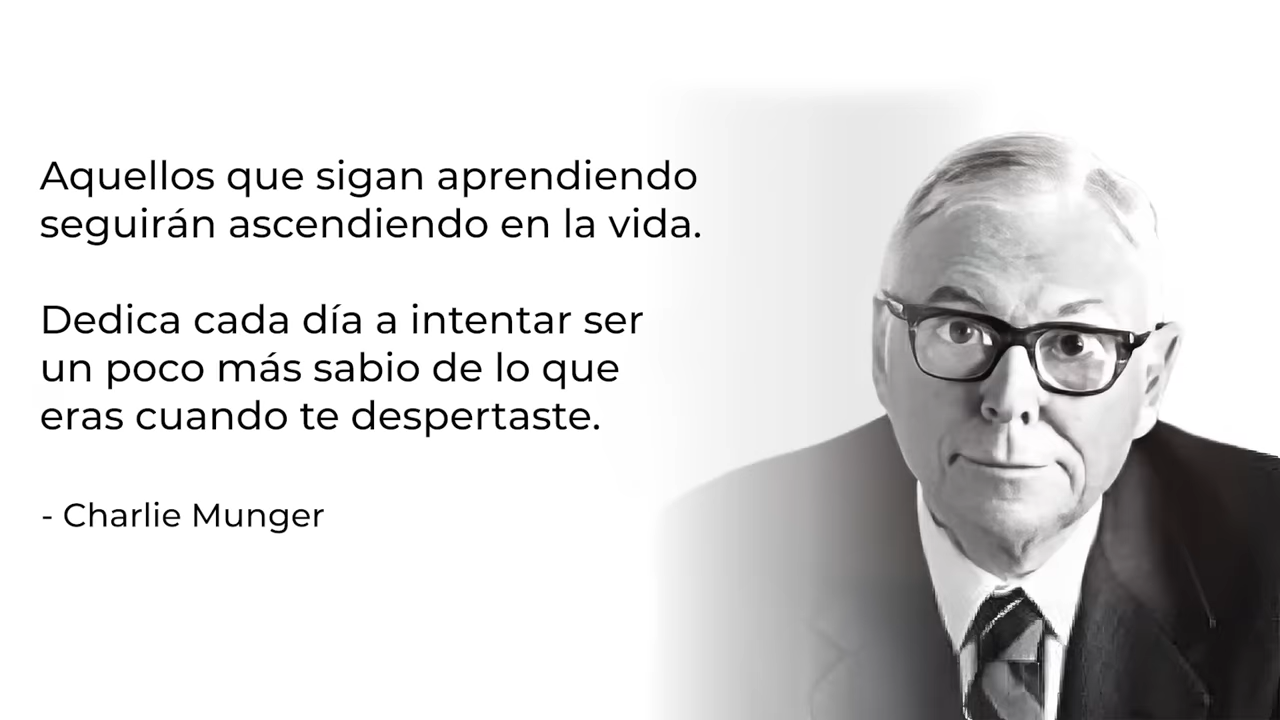 Aquellos que sigan aprendiendo
seguirán ascendiendo en la vida.
Dedica cada día a intentar ser
un poco más sabio de lo que
eras cuando te despertaste.
- Charlie Munger